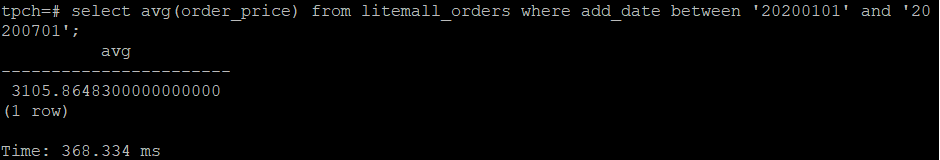 tpch=# select avg(order_price) from litemall_orders where add_date between '20200101' and '20
200701';
avg
-----------------------
3105.8648300000000000
(1 row)
Time: 368.334 ms